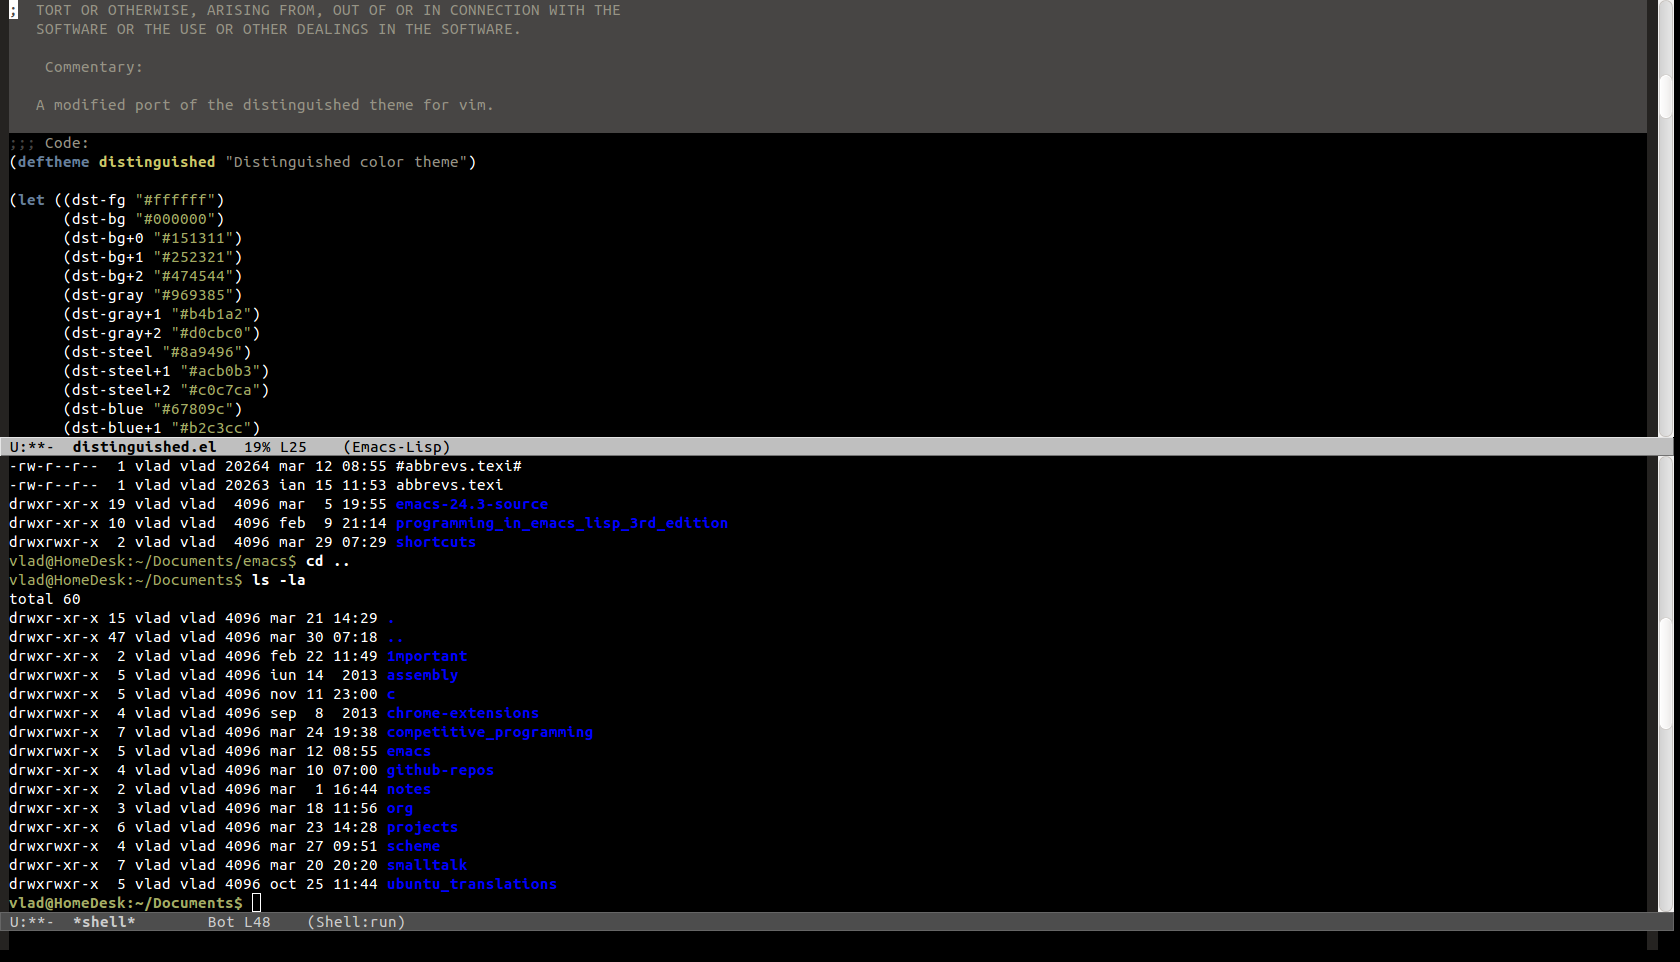 ;  TORT OR OTHERWISE, ARISING FROM, OUT OF OR IN CONNECTION WITH THE
   SOFTWARE OR THE USE OR OTHER DEALINGS IN THE SOFTWARE.
    Commentary:
   A modified port of the distinguished theme for vim.
;;; Code:
(deftheme distinguished "Distinguished color theme")
(let ((dst-fg "#ffffff")
      (dst-bg "#000000")
      (dst-bg+0 "#151311")
      (dst-bg+1 "#252321")
      (dst-bg+2 "#474544")
      (dst-gray "#969385")
      (dst-gray+1 "#b4b1a2")
      (dst-gray+2 "#d0cbc0")
      (dst-steel "#8a9496")
      (dst-steel+1 "#acb0b3")
      (dst-steel+2 "#c0c7ca")
      (dst-blue "#67809c")
      (dst-blue+1 "#b2c3cc")
U:**-  distinguished.el   19% L25    (Emacs-Lisp)
-rw-r--r--  1 vlad vlad 20264 mar 12 08:55 #abbrevs.texi#
-rw-r--r--  1 vlad vlad 20263 ian 15 11:53 abbrevs.texi
drwxr-xr-x 19 vlad vlad  4096 mar  5 19:55 emacs-24.3-source
drwxr-xr-x 10 vlad vlad  4096 feb  9 21:14 programming_in_emacs_lisp_3rd_edition
drwxrwxr-x  2 vlad vlad  4096 mar 29 07:29 shortcuts
vlad@HomeDesk:~/Documents/emacs$ cd ..
vlad@HomeDesk:~/Documents$ ls -la
total 60
drwxr-xr-x 15 vlad vlad 4096 mar 21 14:29 .
drwxr-xr-x 47 vlad vlad 4096 mar 30 07:18 ..
drwxr-xr-x  2 vlad vlad 4096 feb 22 11:49 important
drwxrwxr-x  5 vlad vlad 4096 iun 14  2013 assembly
drwxrwxr-x  5 vlad vlad 4096 nov 11 23:00 c
drwxrwxr-x  4 vlad vlad 4096 sep  8  2013 chrome-extensions
drwxrwxr-x  7 vlad vlad 4096 mar 24 19:38 competitive_programming
drwxrwxr-x  5 vlad vlad 4096 mar 12 08:55 emacs
drwxr-xr-x  4 vlad vlad 4096 mar 10 07:00 github-repos
drwxr-xr-x  2 vlad vlad 4096 mar  1 16:44 notes
drwxr-xr-x  3 vlad vlad 4096 mar 18 11:56 org
drwxr-xr-x  6 vlad vlad 4096 mar 23 14:28 projects
drwxrwxr-x  4 vlad vlad 4096 mar 27 09:51 scheme
drwxr-xr-x  7 vlad vlad 4096 mar 20 20:20 smalltalk
drwxrwxr-x  5 vlad vlad 4096 oct 25 11:44 ubuntu_translations
vlad@HomeDesk:~/Documents$
U:**-  *shell*        Bot L48    (Shell:run)